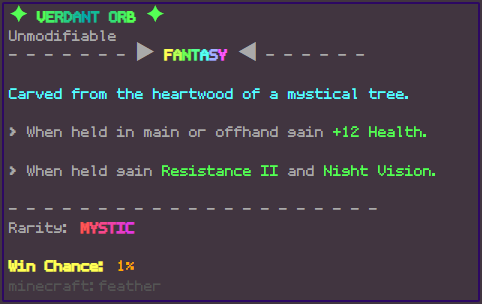 ✦ VERDANT ORB ✦
Unmodifiable
- - - - - - - ▶ FANTASY ◀ - - - - - -
Carved from the heartwood of a mystical tree.
> When held in main or offhand gain +12 Health.
> When held gain Resistance II and Night Vision.
- - - - - - - - - - - - - - - - - - - - -
Rarity: MYSTIC
Win Chance: 1%
minecraft:feather